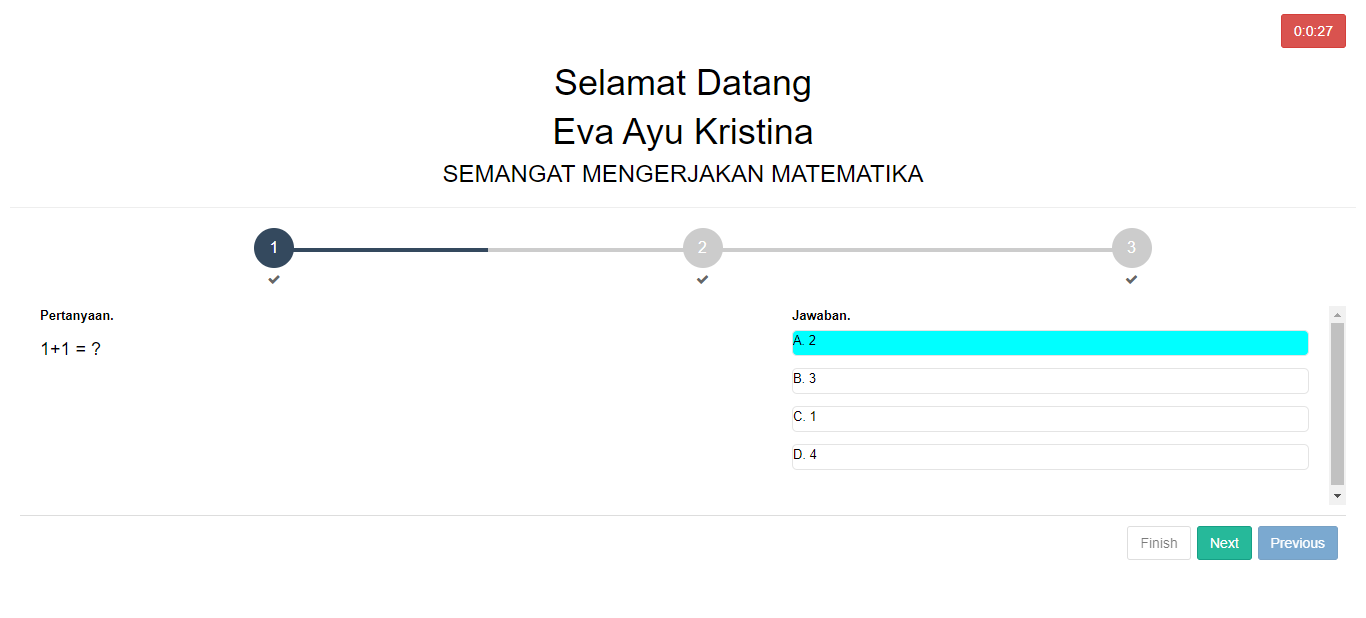 0:0:27
Selamat Datang
Eva Ayu Kristina
SEMANGAT MENGERJAKAN MATEMATIKA
1
2
3
Pertanyaan.
1+1 = ?
Jawaban.
A. 2
B. 3
C. 1
D. 4
Finish
Next
Previous